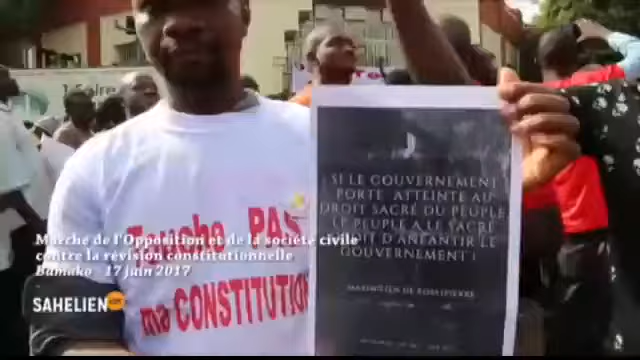 Touche PAS
ma CONSTITUTION
SI LE GOUVERNEMENT
PORTE ATTEINTE AU
DROIT SACRÉ DU PEUPLE
LE PEUPLE A LE SACRÉ
DROIT D'ANÉANTIR LE
GOUVERNEMENT !
MAXIMILIEN DE ROBESPIERRE
Marche de l'Opposition et de la société civile
contre la révision constitutionnelle
Bamako 17 juin 2017
SAHELIEN